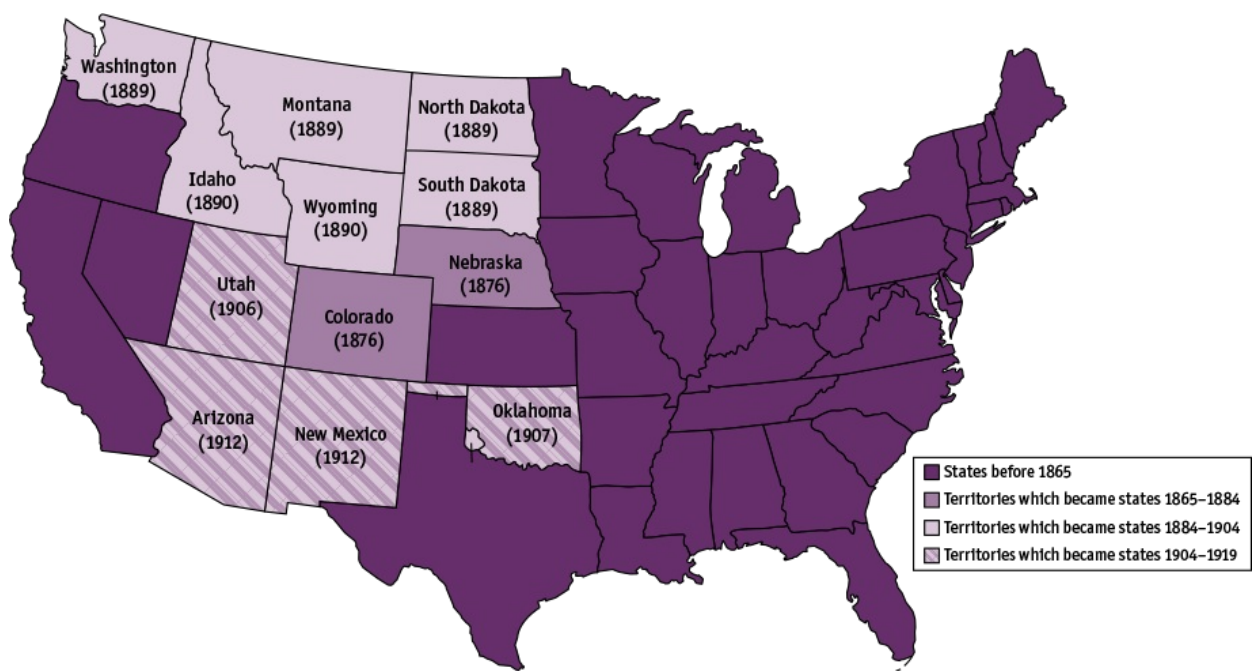 Washington
(1889)
Montana
(1889)
North Dakota
(1889)
Idaho
(1890)
Wyoming
(1890)
South Dakota
(1889)
Nebraska
(1876)
Utah
(1906)
Colorado
(1876)
Arizona
(1912)
New Mexico
(1912)
Oklahoma
(1907)
States before 1865
Territories which became states 1865–1884
Territories which became states 1884–1904
Territories which became states 1904–1919